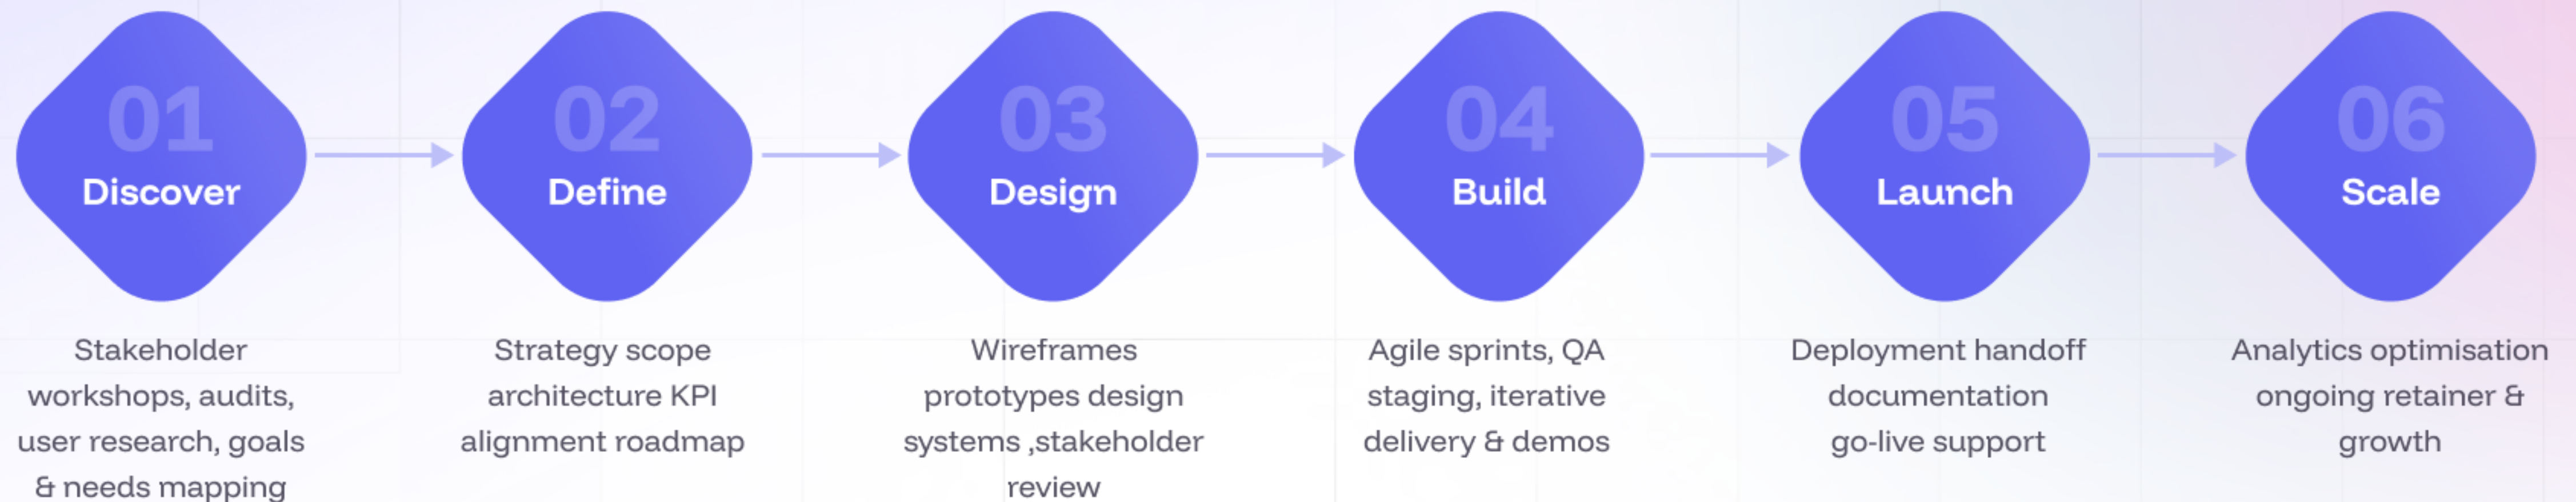 01
Discover
Stakeholder
workshops, audits,
user research, goals
& needs mapping
02
Define
Strategy scope
architecture KPI
alignment roadmap
03
Design
Wireframes
prototypes design
systems ,stakeholder
review
04
Build
Agile sprints, QA
staging, iterative
delivery & demos
05
Launch
Deployment handoff
documentation
go-live support
06
Scale
Analytics optimisation
ongoing retainer &
growth